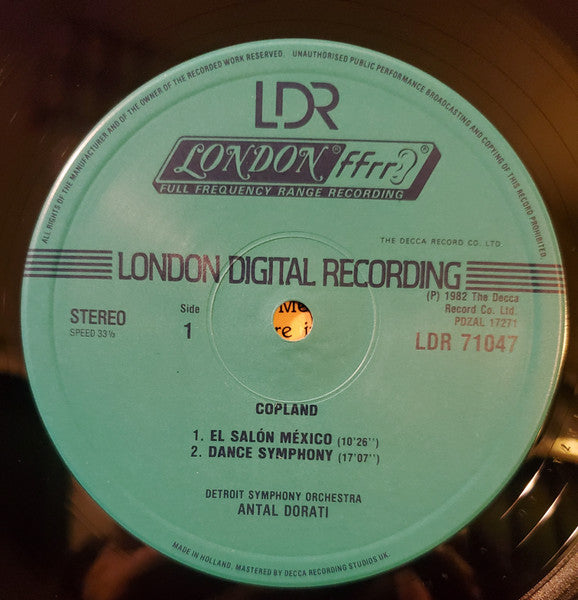 ALL RIGHTS OF THE MANUFACTURER AND OF THE OWNER OF THE RECORDED WORK RESERVED. UNAUTHORISED PUBLIC PERFORMANCE BROADCASTING AND COPYING OF THIS RECORD PROHIBITED.
LDR
LONDON® ffrr®
FULL FREQUENCY RANGE RECORDING
THE DECCA RECORD CO. LTD.
LONDON DIGITAL RECORDING
STEREO
SPEED 33⅓
Side
1
(P) 1982 The Decca
Record Co. Ltd.
PDZAL 17271
LDR 71047
COPLAND
1. EL SALÓN MÉXICO (10'26'')
2. DANCE SYMPHONY (17'07'')
DETROIT SYMPHONY ORCHESTRA
ANTAL DORATI
MADE IN HOLLAND. MASTERED BY DECCA RECORDING STUDIOS UK.